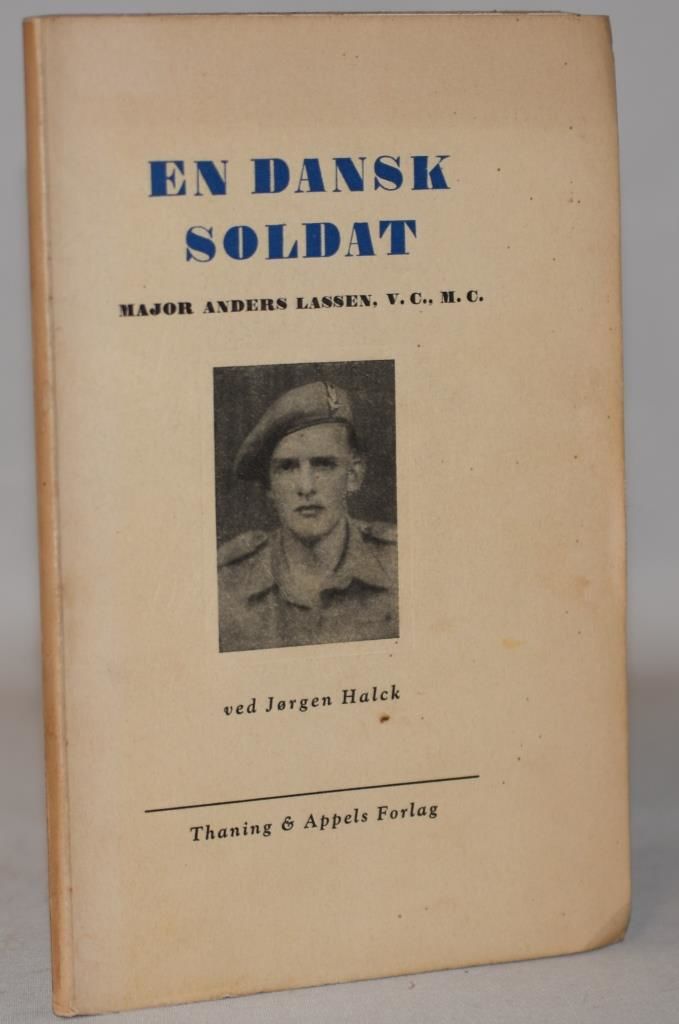 EN DANSK
SOLDAT
MAJOR ANDERS LASSEN, V. C., M. C.
ved Jørgen Halck
Thaning & Appels Forlag